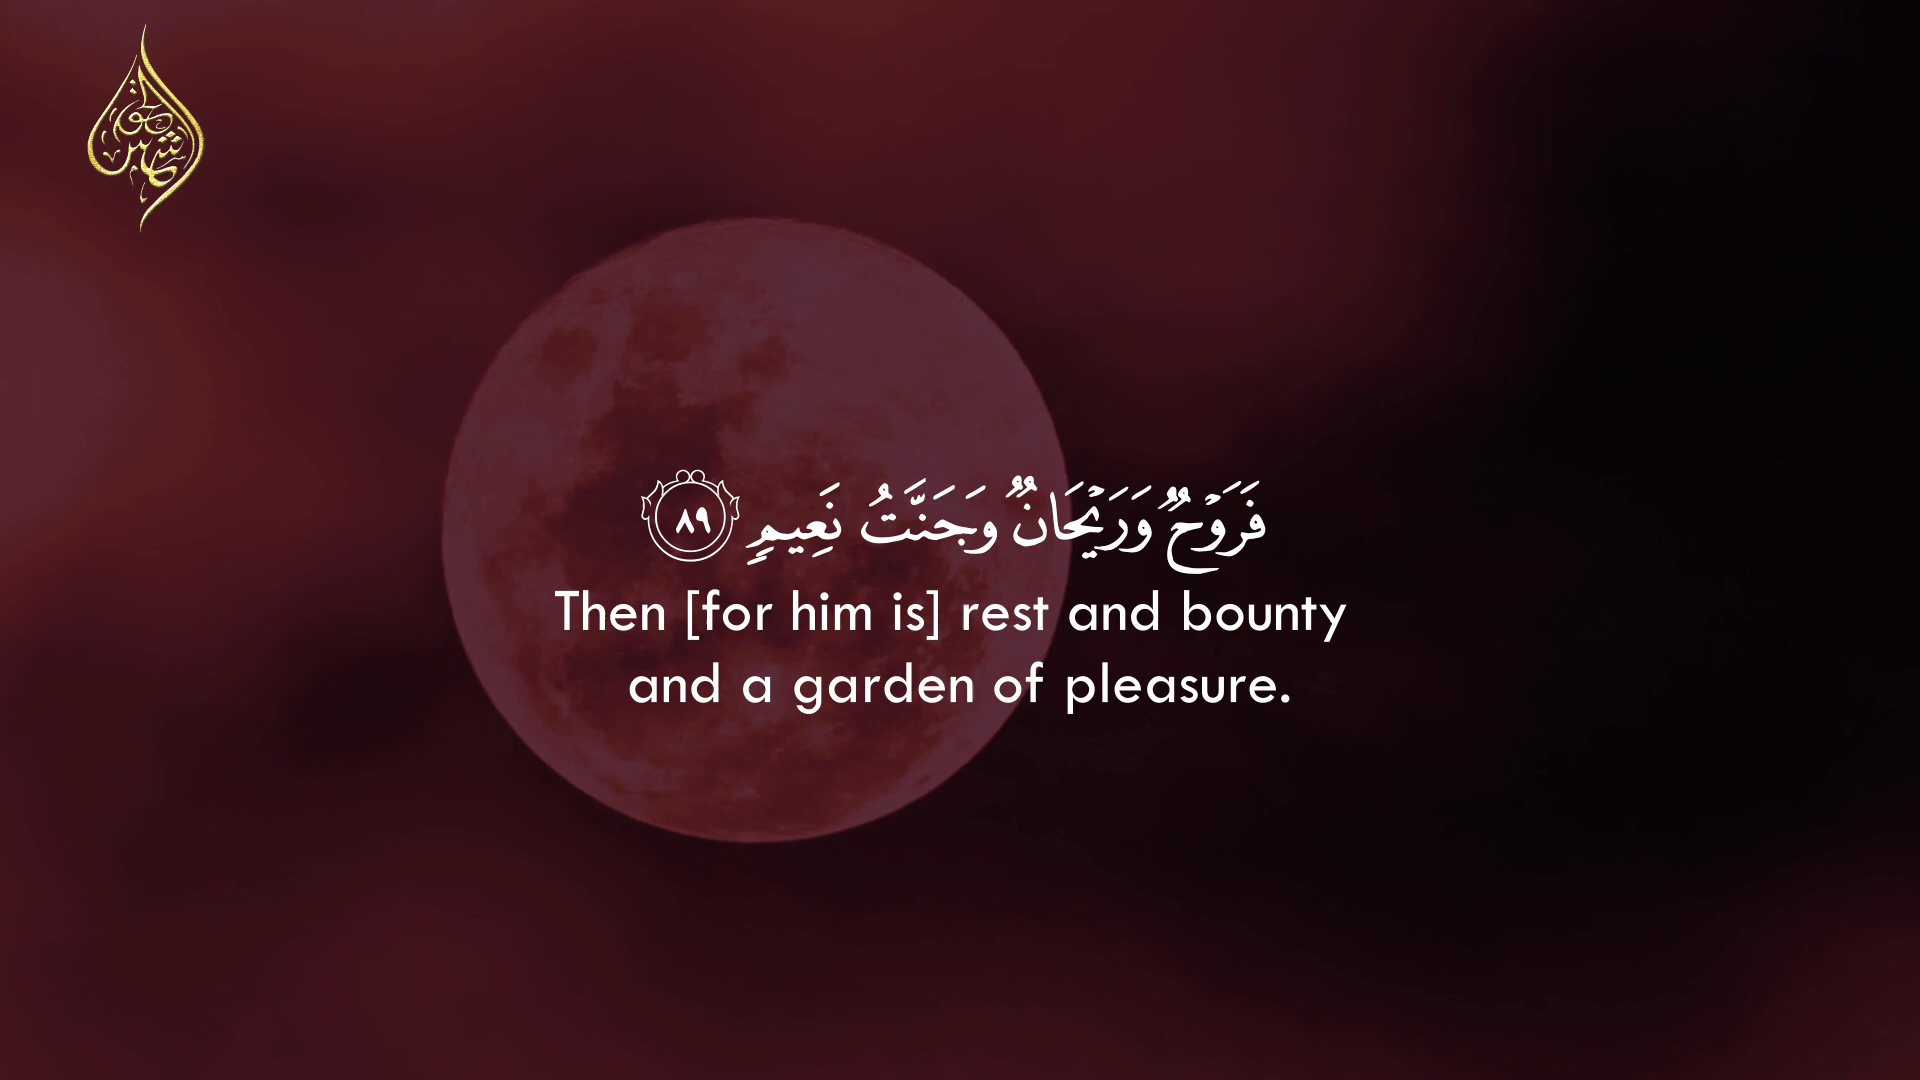 فَرَوْحٌ وَرَيْحَانٌ وَجَنَّتُ نَعِيمٍ ٨٩
Then [for him is] rest and bounty
and a garden of pleasure.